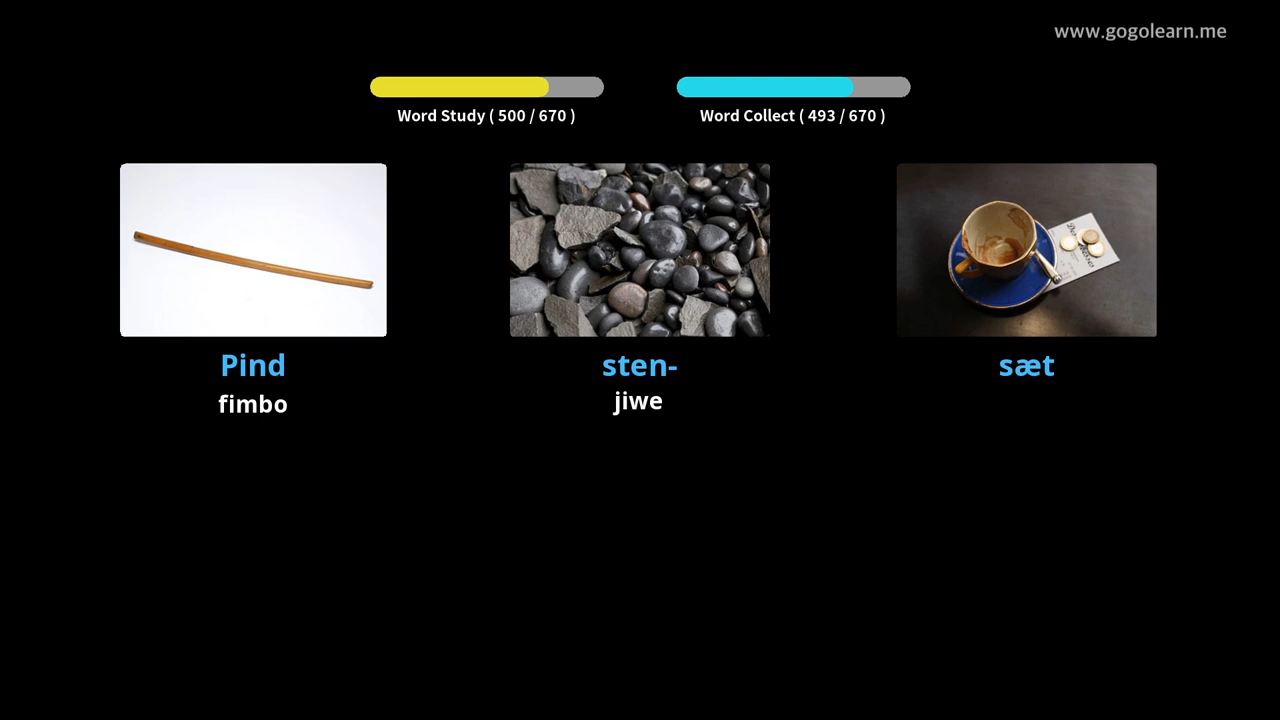 www.gogolearn.me
Word Study ( 500 / 670 )
Word Collect ( 493 / 670 )
Pind
fimbo
sten-
jiwe
sæt